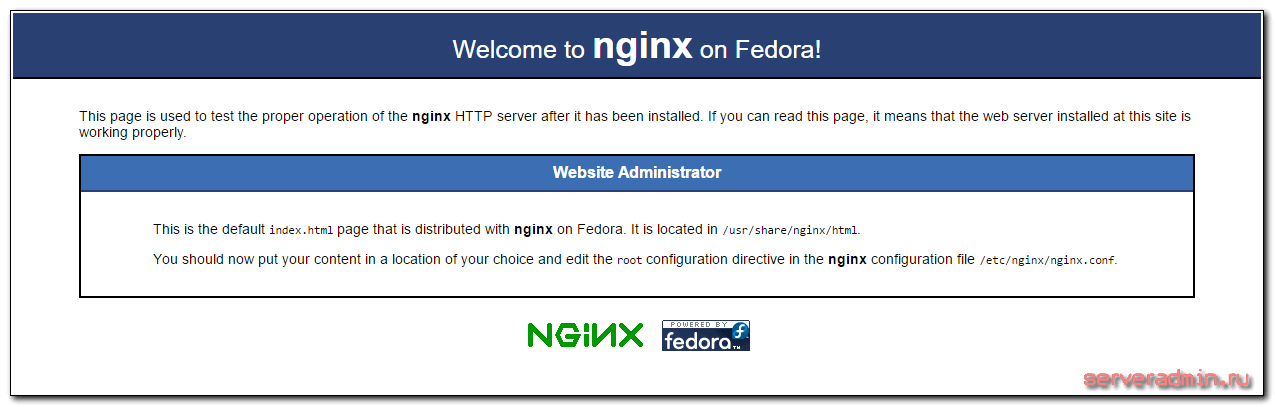 Welcome to nginx on Fedora!
This page is used to test the proper operation of the nginx HTTP server after it has been installed. If you can read this page, it means that the web server installed at this site is
working properly.
Website Administrator
This is the default index.html page that is distributed with nginx on Fedora. It is located in /usr/share/nginx/html.
You should now put your content in a location of your choice and edit the root configuration directive in the nginx configuration file /etc/nginx/nginx.conf.
NGINX
POWERED BY
fedora™
serveradmin.ru